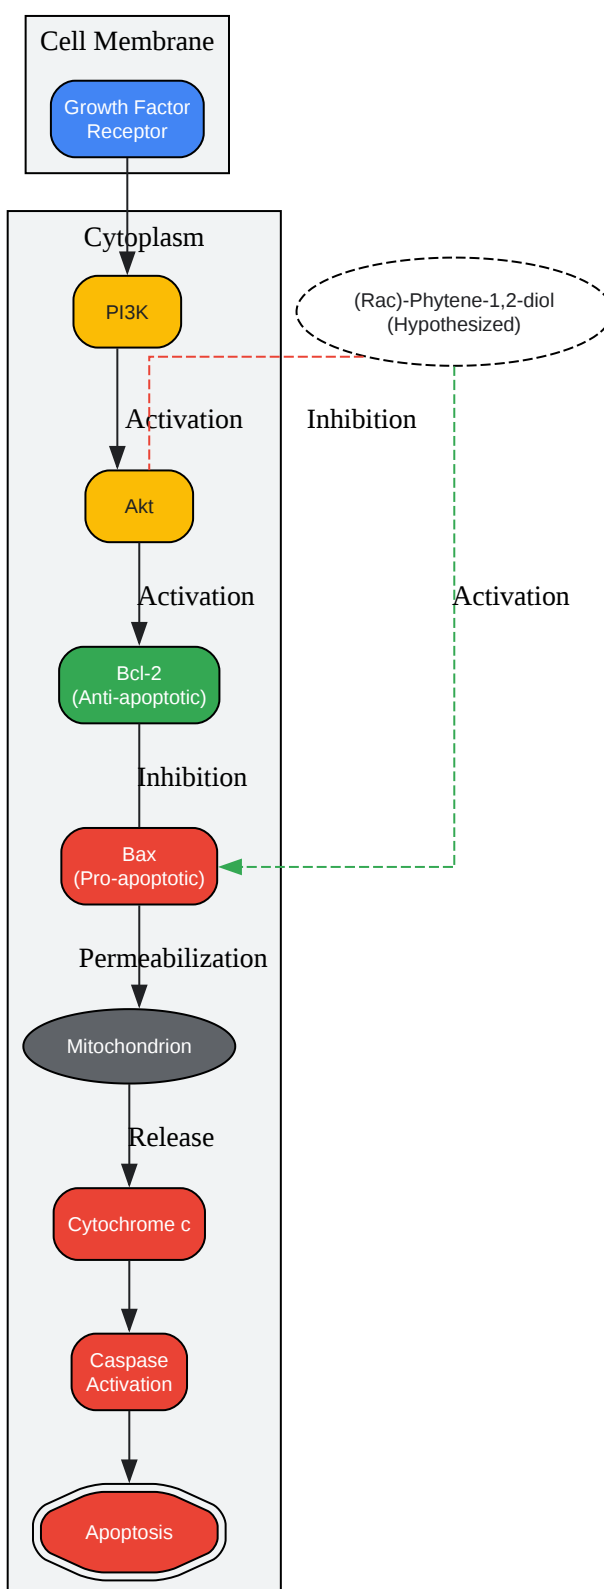 Cell Membrane
Growth Factor
Receptor
Cytoplasm
PI3K
(Rac)-Phytene-1,2-diol
(Hypothesized)
Activation
Inhibition
Akt
Activation
Activation
Bcl-2
(Anti-apoptotic)
Inhibition
Bax
(Pro-apoptotic)
Permeabilization
Mitochondrion
Release
Cytochrome c
Caspase
Activation
Apoptosis